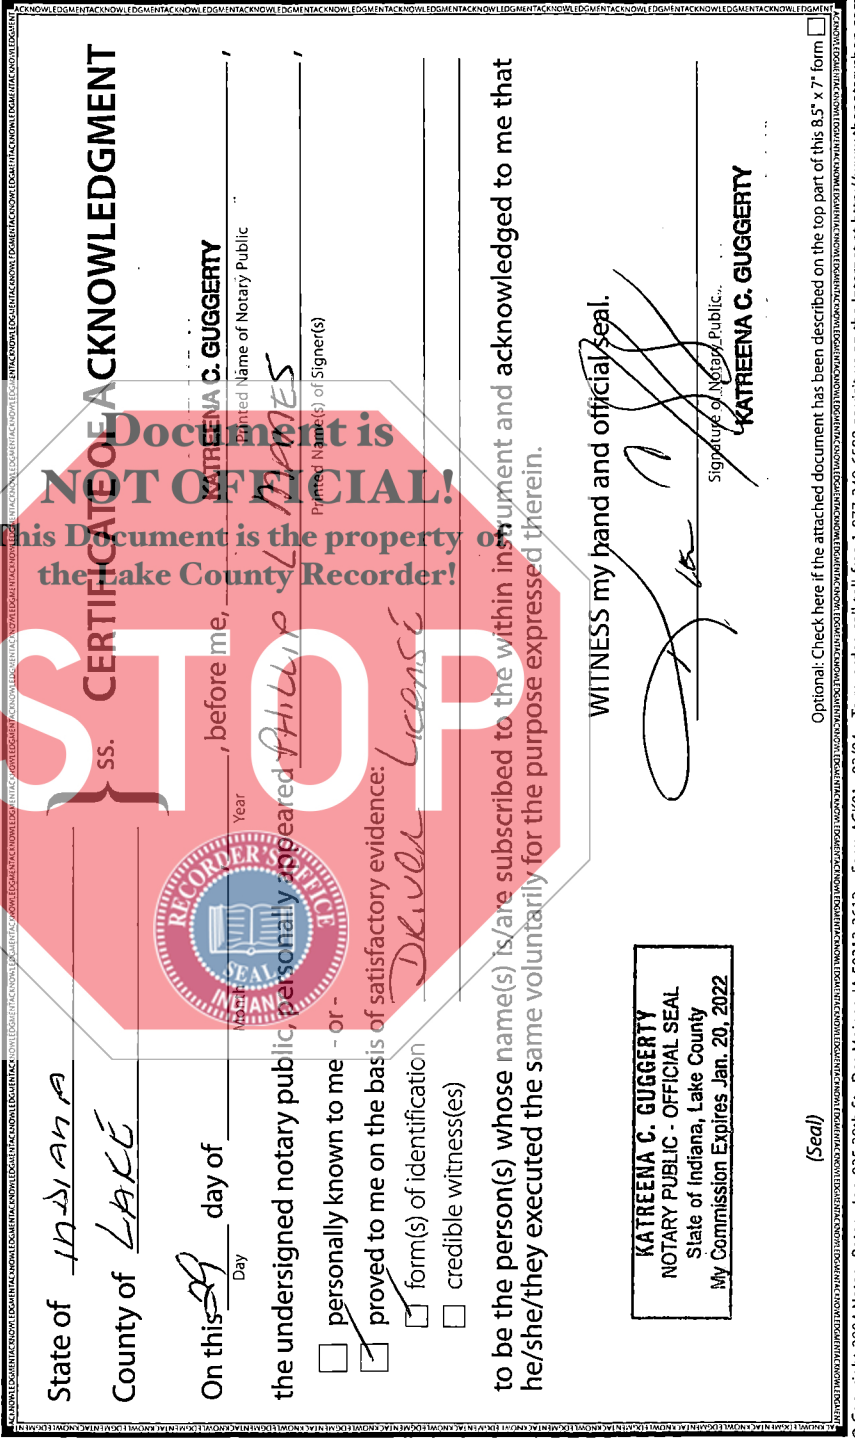 CERTIFICATE OF ACKNOWLEDGMENT
State of INDIANA
} ss.
County of LAKE
On this 29 day of , before me, KATREENA C. GUGGERTY,
Day Month Year Printed Name of Notary Public
the undersigned notary public, personally appeared PHILLIP L MAMES,
Printed Name(s) of Signer(s)
☐ personally known to me - or -
☐ proved to me on the basis of satisfactory evidence:
☐ form(s) of identification DRIVER LICENSE
☐ credible witness(es)
to be the person(s) whose name(s) is/are subscribed to the within instrument and acknowledged to me that
he/she/they executed the same voluntarily for the purpose expressed therein.
WITNESS my hand and official seal.
Signature of Notary Public
KATREENA C. GUGGERTY
KATREENA C. GUGGERTY
NOTARY PUBLIC - OFFICIAL SEAL
State of Indiana, Lake County
My Commission Expires Jan. 20, 2022
(Seal)
Optional: Check here if the attached document has been described on the top part of this 8.5" x 7" form ☐
Document is
NOT OFFICIAL!
This Document is the property of
the Lake County Recorder!
STOP
RECORDER'S OFFICE
SEAL
INDIANA